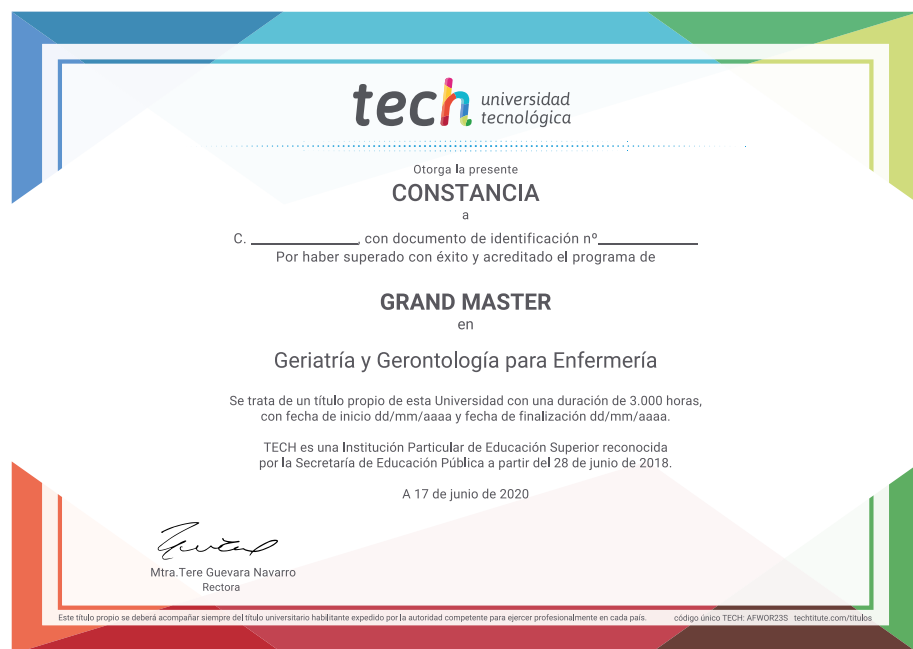 tech universidad
tecnológica
Otorga la presente
CONSTANCIA
a
C. ____________, con documento de identificación nº____________
Por haber superado con éxito y acreditado el programa de
GRAND MASTER
en
Geriatría y Gerontología para Enfermería
Se trata de un título propio de esta Universidad con una duración de 3.000 horas,
con fecha de inicio dd/mm/aaaa y fecha de finalización dd/mm/aaaa.
TECH es una Institución Particular de Educación Superior reconocida
por la Secretaría de Educación Pública a partir del 28 de junio de 2018.
A 17 de junio de 2020
Mtra.Tere Guevara Navarro
Rectora
Este título propio se deberá acompañar siempre del título universitario habilitante expedido por la autoridad competente para ejercer profesionalmente en cada país. código único TECH: AFWOR23S techtitute.com/titulos